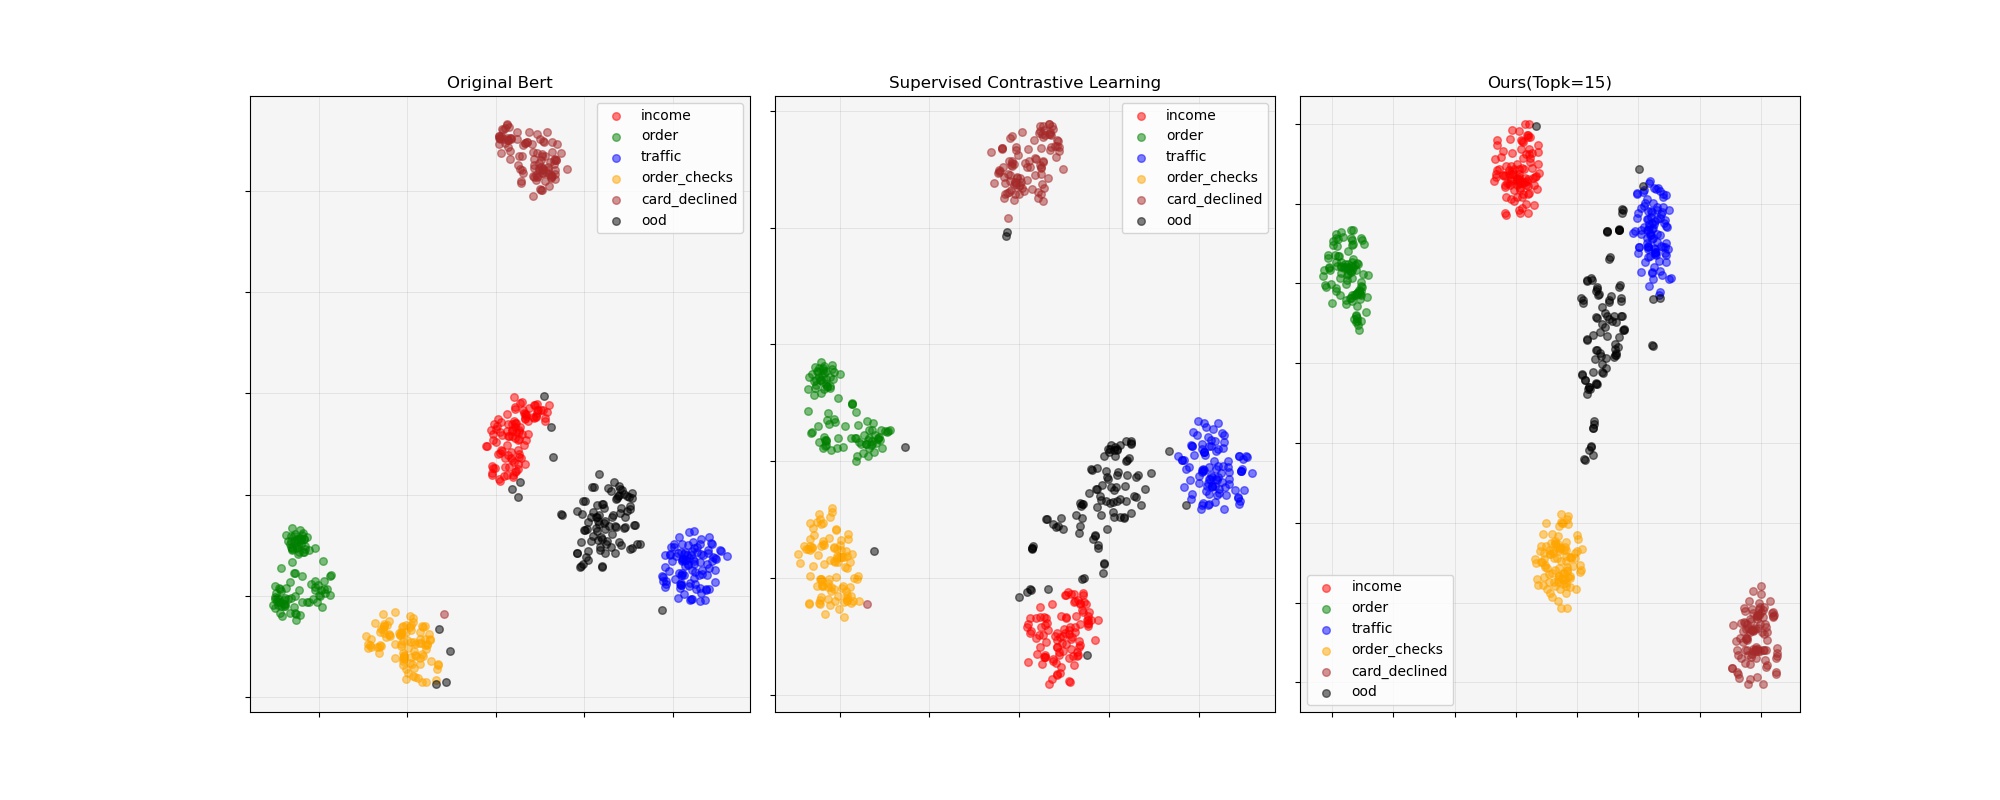 Original Bert
income
order
traffic
order_checks
card_declined
ood
Supervised Contrastive Learning
income
order
traffic
order_checks
card_declined
ood
Ours(Topk=15)
income
order
traffic
order_checks
card_declined
ood